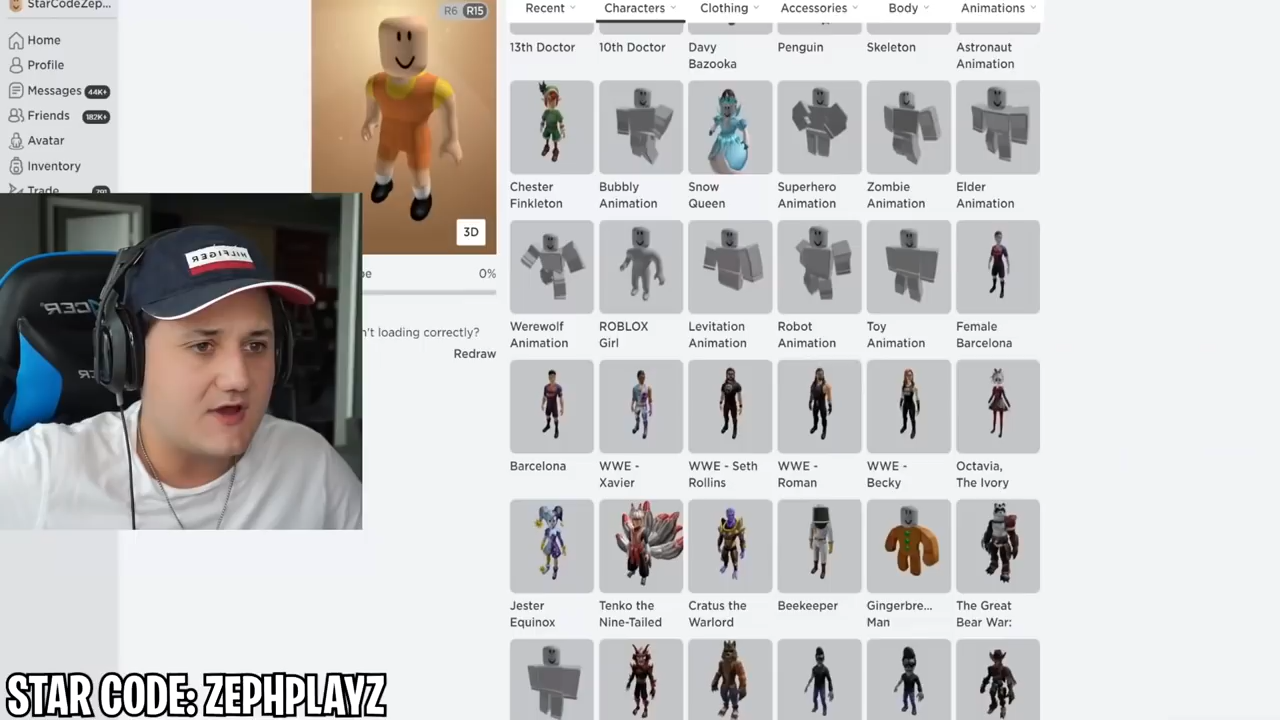 StarCodeZep...
Home
Profile
Messages 44K+
Friends 182K+
Avatar
Inventory
Trade 791
R6 R15
3D
0%
n't loading correctly?
Redraw
Recent Characters Clothing Accessories Body Animations
13th Doctor 10th Doctor Davy Bazooka Penguin Skeleton Astronaut Animation
Chester Finkleton Bubbly Animation Snow Queen Superhero Animation Zombie Animation Elder Animation
Werewolf Animation ROBLOX Girl Levitation Animation Robot Animation Toy Animation Female Barcelona
Barcelona WWE - Xavier WWE - Seth Rollins WWE - Roman WWE - Becky Octavia, The Ivory
Jester Equinox Tenko the Nine-Tailed Cratus the Warlord Beekeeper Gingerbre... Man The Great Bear War:
HILFIGER
STAR CODE: ZEPHPLAYZ